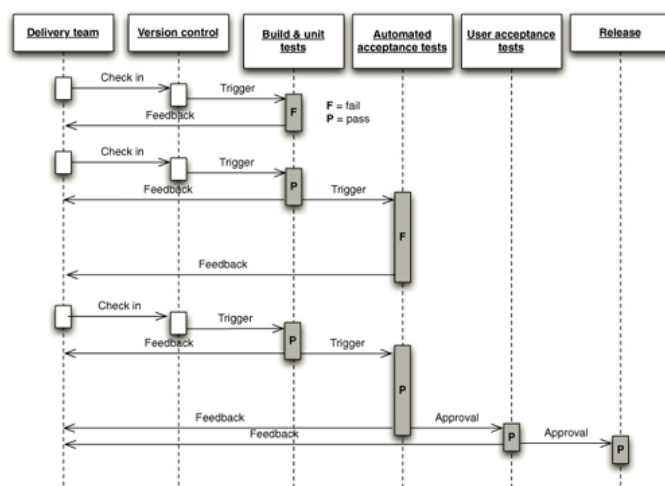 Delivery team
Version control
Build & unit
tests
Automated
acceptance tests
User acceptance
tests
Release
Check in
Trigger
Feedback
F
F = fail
P = pass
Check in
Trigger
Feedback
P
Trigger
F
Feedback
Check in
Trigger
Feedback
P
Trigger
P
Feedback
Approval
Feedback
P
Approval
P